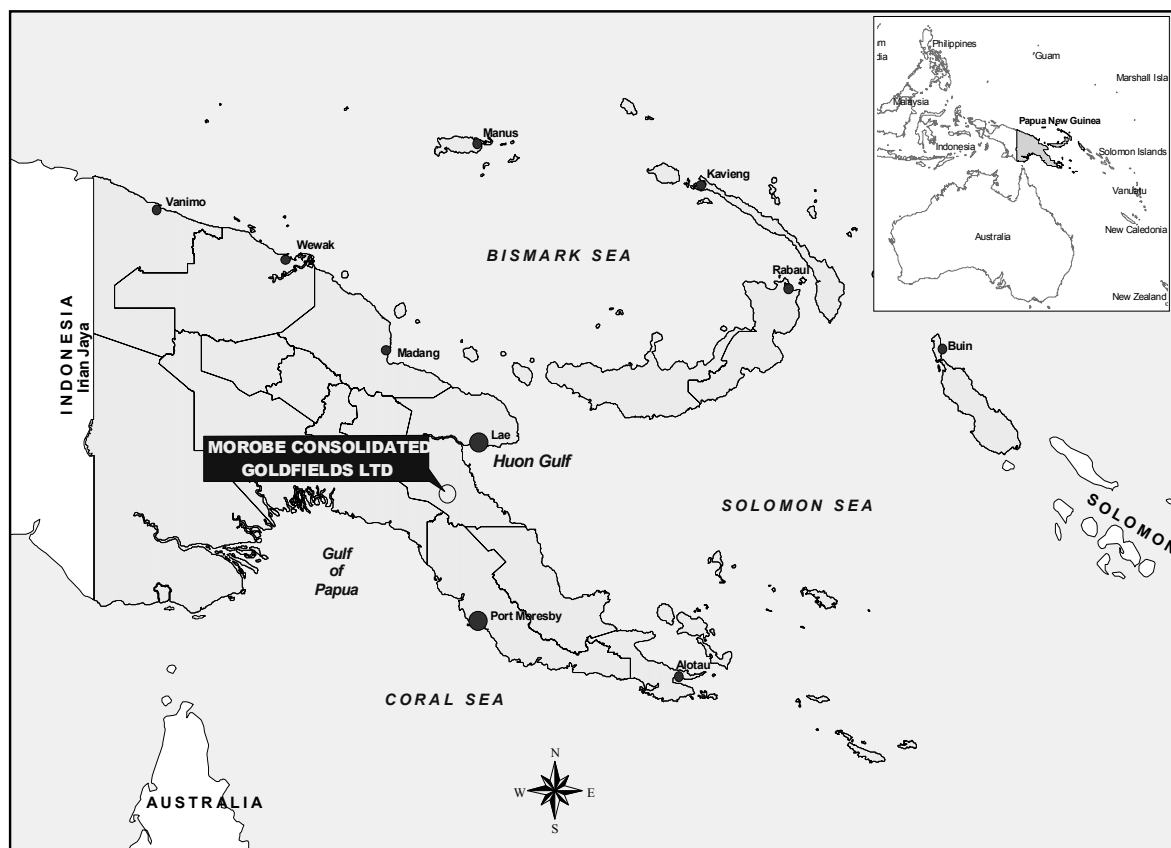 Manus
Kavieng
Vanimo
Wewak
BISMARK SEA
Rabaul
INDONESIA
Irian Jaya
Madang
Buin
Lae
MOROBE CONSOLIDATED
GOLDFIELDS LTD
Huon Gulf
SOLOMON SEA
SOLOMON
Gulf
of
Papua
Port Moresby
Alotau
CORAL SEA
AUSTRALIA
N
W
E
S
Philippines
Guam
Marshall Isla
Malaysia
Papua New Guinea
Indonesia
Solomon Islands
Vanuatu
New Caledonia
Australia
New Zealand